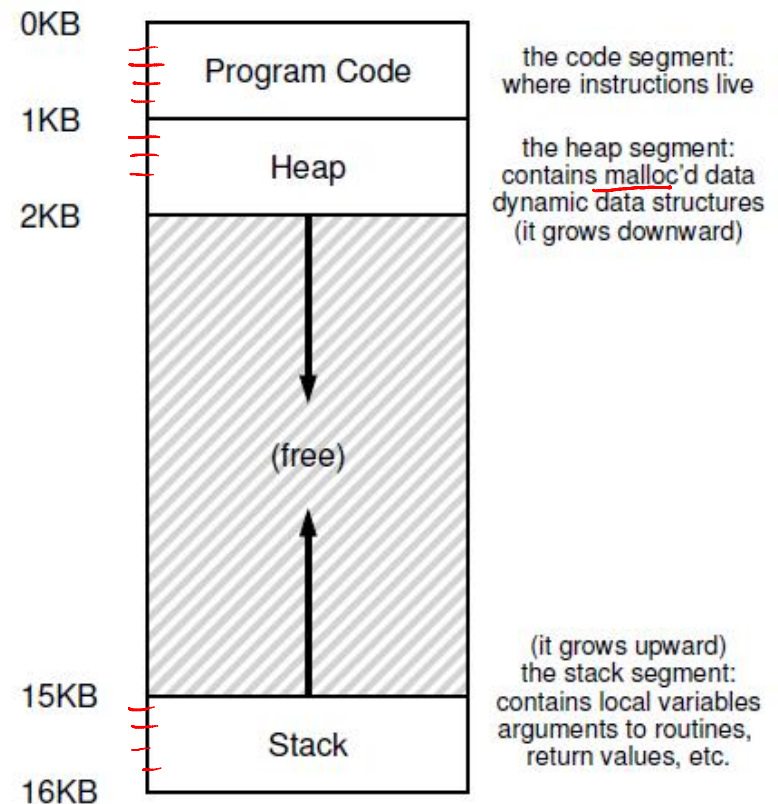 0KB
Program Code
the code segment:
where instructions live
1KB
Heap
the heap segment:
contains malloc'd data
dynamic data structures
(it grows downward)
2KB
(free)
(it grows upward)
the stack segment:
contains local variables
arguments to routines,
return values, etc.
15KB
Stack
16KB